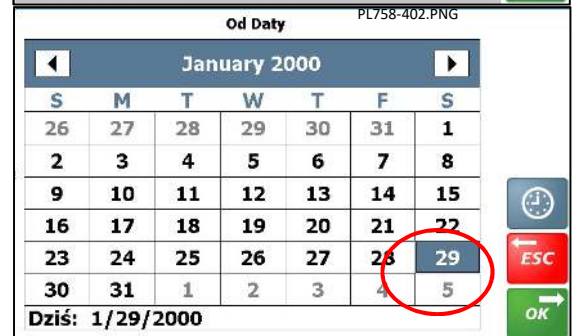 Od Daty
PL758-402.PNG
January 2000
S M T W T F S
26 27 28 29 30 31 1
2 3 4 5 6 7 8
9 10 11 12 13 14 15
16 17 18 19 20 21 22
23 24 25 26 27 28 29
ESC
30 31 1 2 3 4 5
OK
Dziś: 1/29/2000